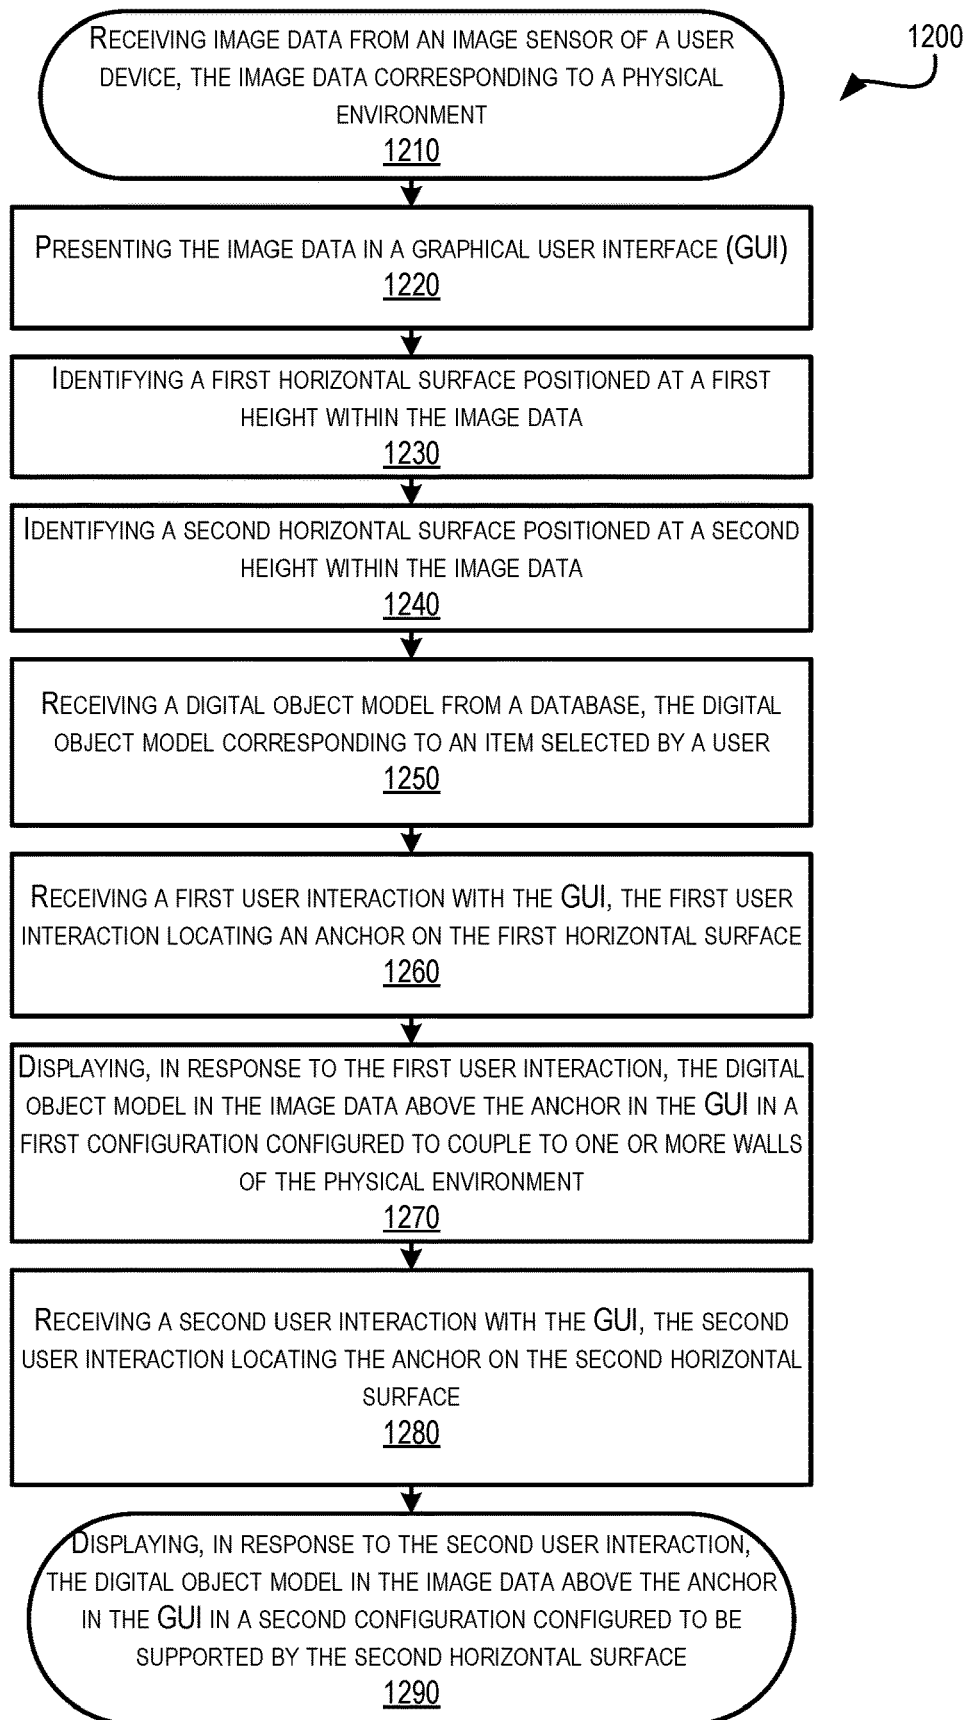 1200
RECEIVING IMAGE DATA FROM AN IMAGE SENSOR OF A USER
DEVICE, THE IMAGE DATA CORRESPONDING TO A PHYSICAL
ENVIRONMENT
1210
PRESENTING THE IMAGE DATA IN A GRAPHICAL USER INTERFACE (GUI)
1220
IDENTIFYING A FIRST HORIZONTAL SURFACE POSITIONED AT A FIRST
HEIGHT WITHIN THE IMAGE DATA
1230
IDENTIFYING A SECOND HORIZONTAL SURFACE POSITIONED AT A SECOND
HEIGHT WITHIN THE IMAGE DATA
1240
RECEIVING A DIGITAL OBJECT MODEL FROM A DATABASE, THE DIGITAL
OBJECT MODEL CORRESPONDING TO AN ITEM SELECTED BY A USER
1250
RECEIVING A FIRST USER INTERACTION WITH THE GUI, THE FIRST USER
INTERACTION LOCATING AN ANCHOR ON THE FIRST HORIZONTAL SURFACE
1260
DISPLAYING, IN RESPONSE TO THE FIRST USER INTERACTION, THE DIGITAL
OBJECT MODEL IN THE IMAGE DATA ABOVE THE ANCHOR IN THE GUI IN A
FIRST CONFIGURATION CONFIGURED TO COUPLE TO ONE OR MORE WALLS
OF THE PHYSICAL ENVIRONMENT
1270
RECEIVING A SECOND USER INTERACTION WITH THE GUI, THE SECOND
USER INTERACTION LOCATING THE ANCHOR ON THE SECOND HORIZONTAL
SURFACE
1280
DISPLAYING, IN RESPONSE TO THE SECOND USER INTERACTION,
THE DIGITAL OBJECT MODEL IN THE IMAGE DATA ABOVE THE ANCHOR
IN THE GUI IN A SECOND CONFIGURATION CONFIGURED TO BE
SUPPORTED BY THE SECOND HORIZONTAL SURFACE
1290